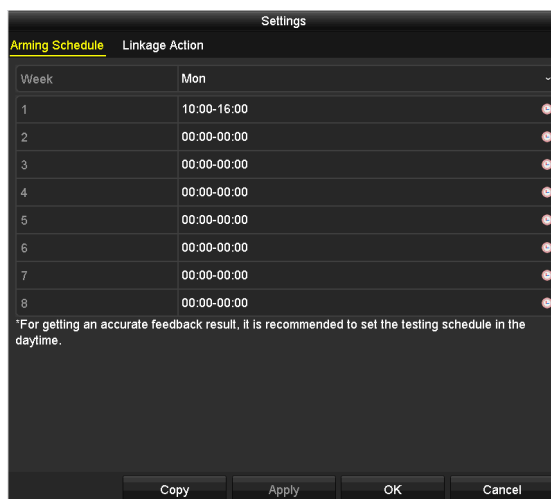 Settings
Arming Schedule Linkage Action
Week Mon
1 10:00-16:00
2 00:00-00:00
3 00:00-00:00
4 00:00-00:00
5 00:00-00:00
6 00:00-00:00
7 00:00-00:00
8 00:00-00:00
*For getting an accurate feedback result, it is recommended to set the testing schedule in the
daytime.
Copy Apply OK Cancel